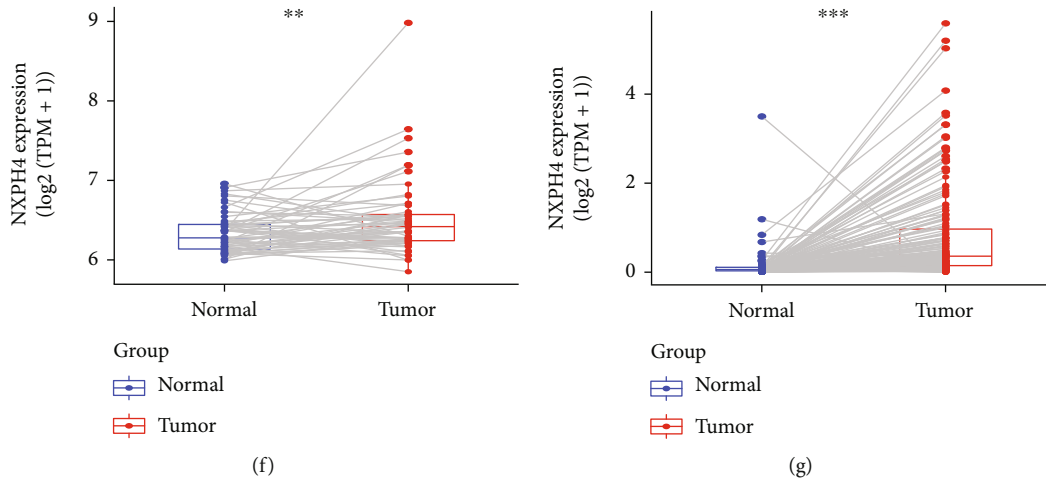 **
9
8
7
6
NXPH4 expression
(log2 (TPM + 1))
Normal
Tumor
Group
Normal
Tumor
(f)
***
4
2
0
NXPH4 expression
(log2 (TPM + 1))
Normal
Tumor
Group
Normal
Tumor
(g)